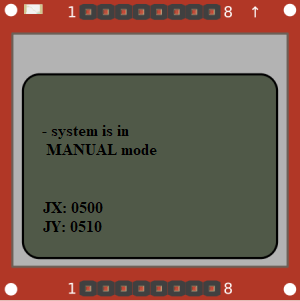 1 8 ↑
- system is in
MANUAL mode
JX: 0500
JY: 0510
1 8